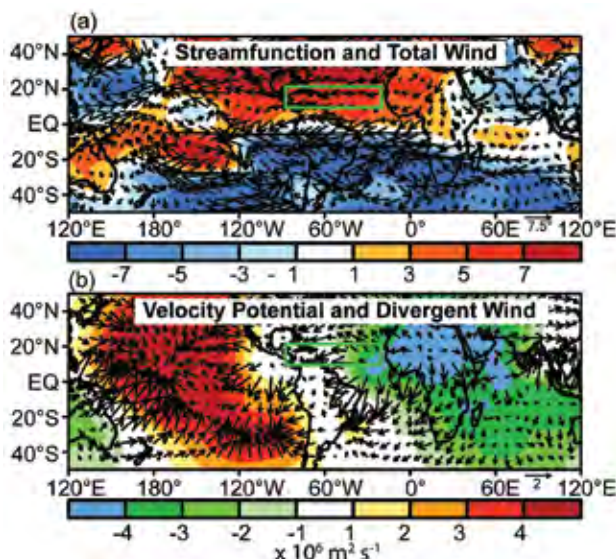 (a)
Streamfunction and Total Wind
40°N
20°N
EQ
20°S
40°S
120°E 180° 120°W 60°W 0° 60°E 120°E
7.5
-7 -5 -3 - 1 1 3 5 7
(b)
Velocity Potential and Divergent Wind
40°N
20°N
EQ
20°S
40°S
120°E 180° 120°W 60°W 0° 60°E 120°E
2
-4 -3 -2 -1 1 2 3 4
x 10⁶ m² s⁻¹